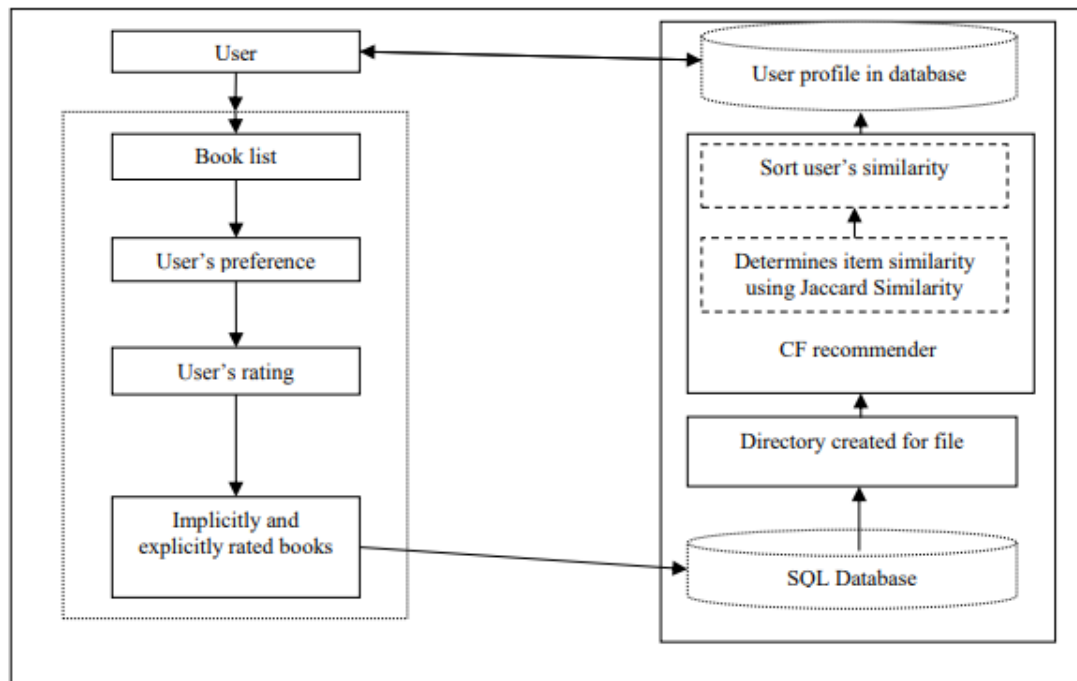 User
Book list
User’s preference
User’s rating
Implicitly and
explicitly rated books
User profile in database
Sort user’s similarity
Determines item similarity
using Jaccard Similarity
CF recommender
Directory created for file
SQL Database